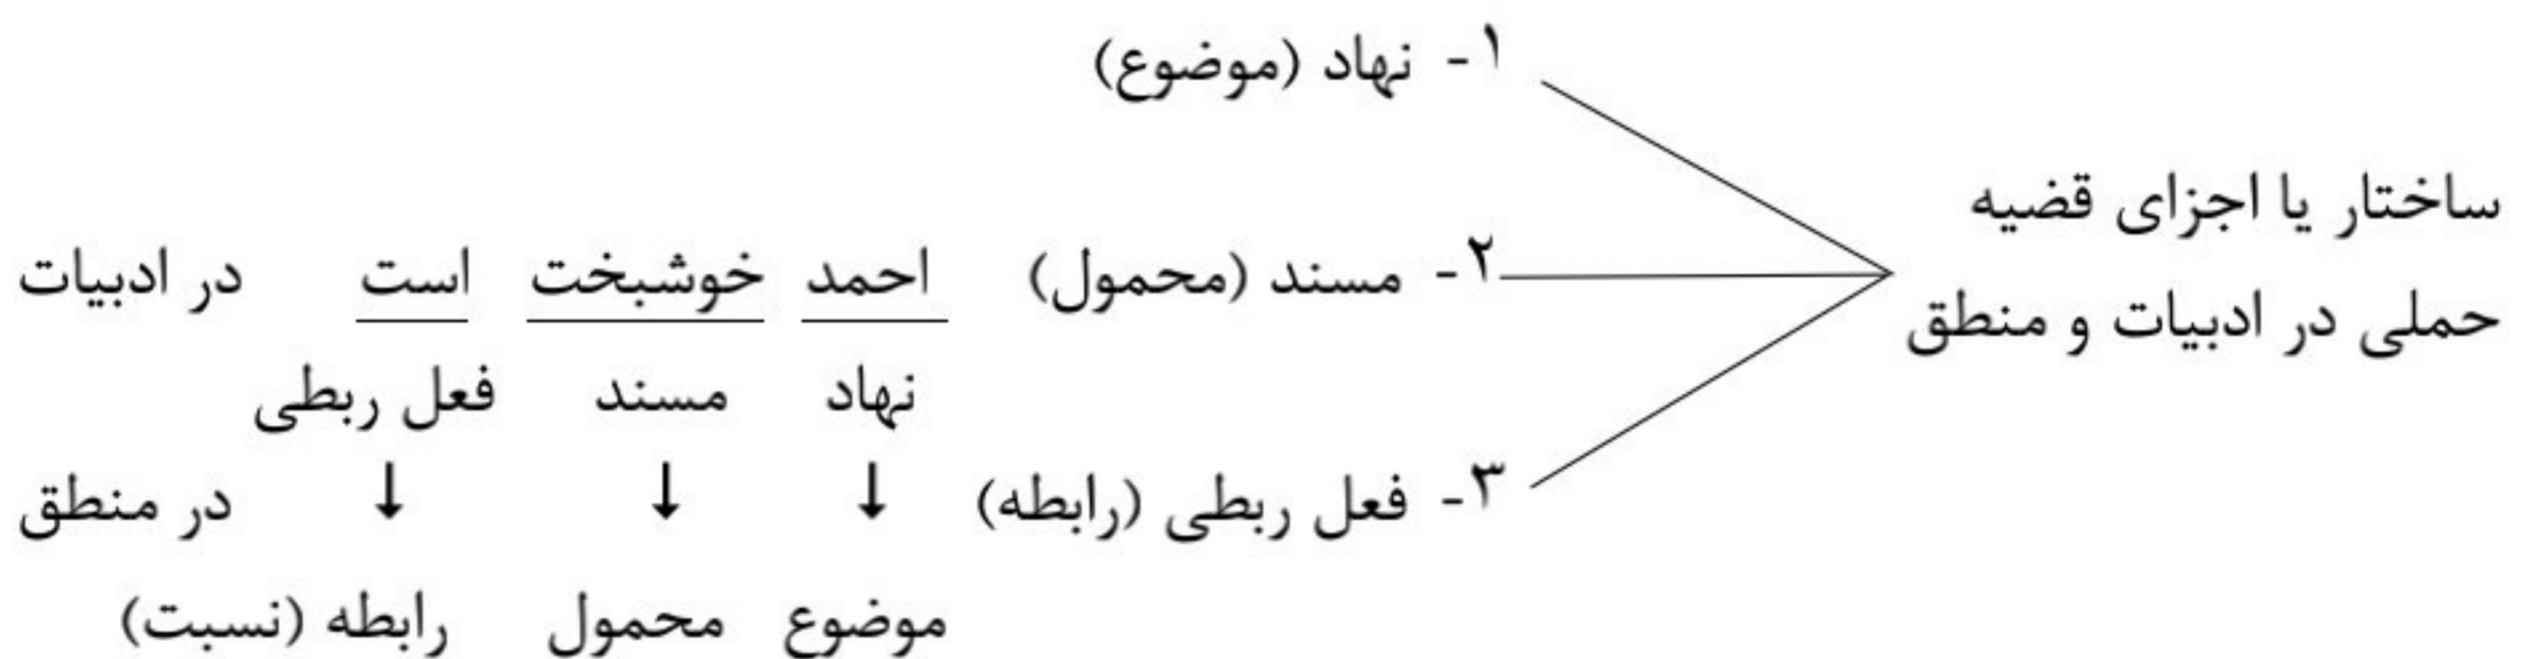 ساختار یا اجزای قضیه
حملی در ادبیات و منطق
۱- نهاد (موضوع)
۲- مسند (محمول)
۳- فعل ربطی (رابطه)
احمد خوشبخت است در ادبیات
نهاد مسند فعل ربطی
↓ ↓ ↓ در منطق
موضوع محمول رابطه (نسبت)